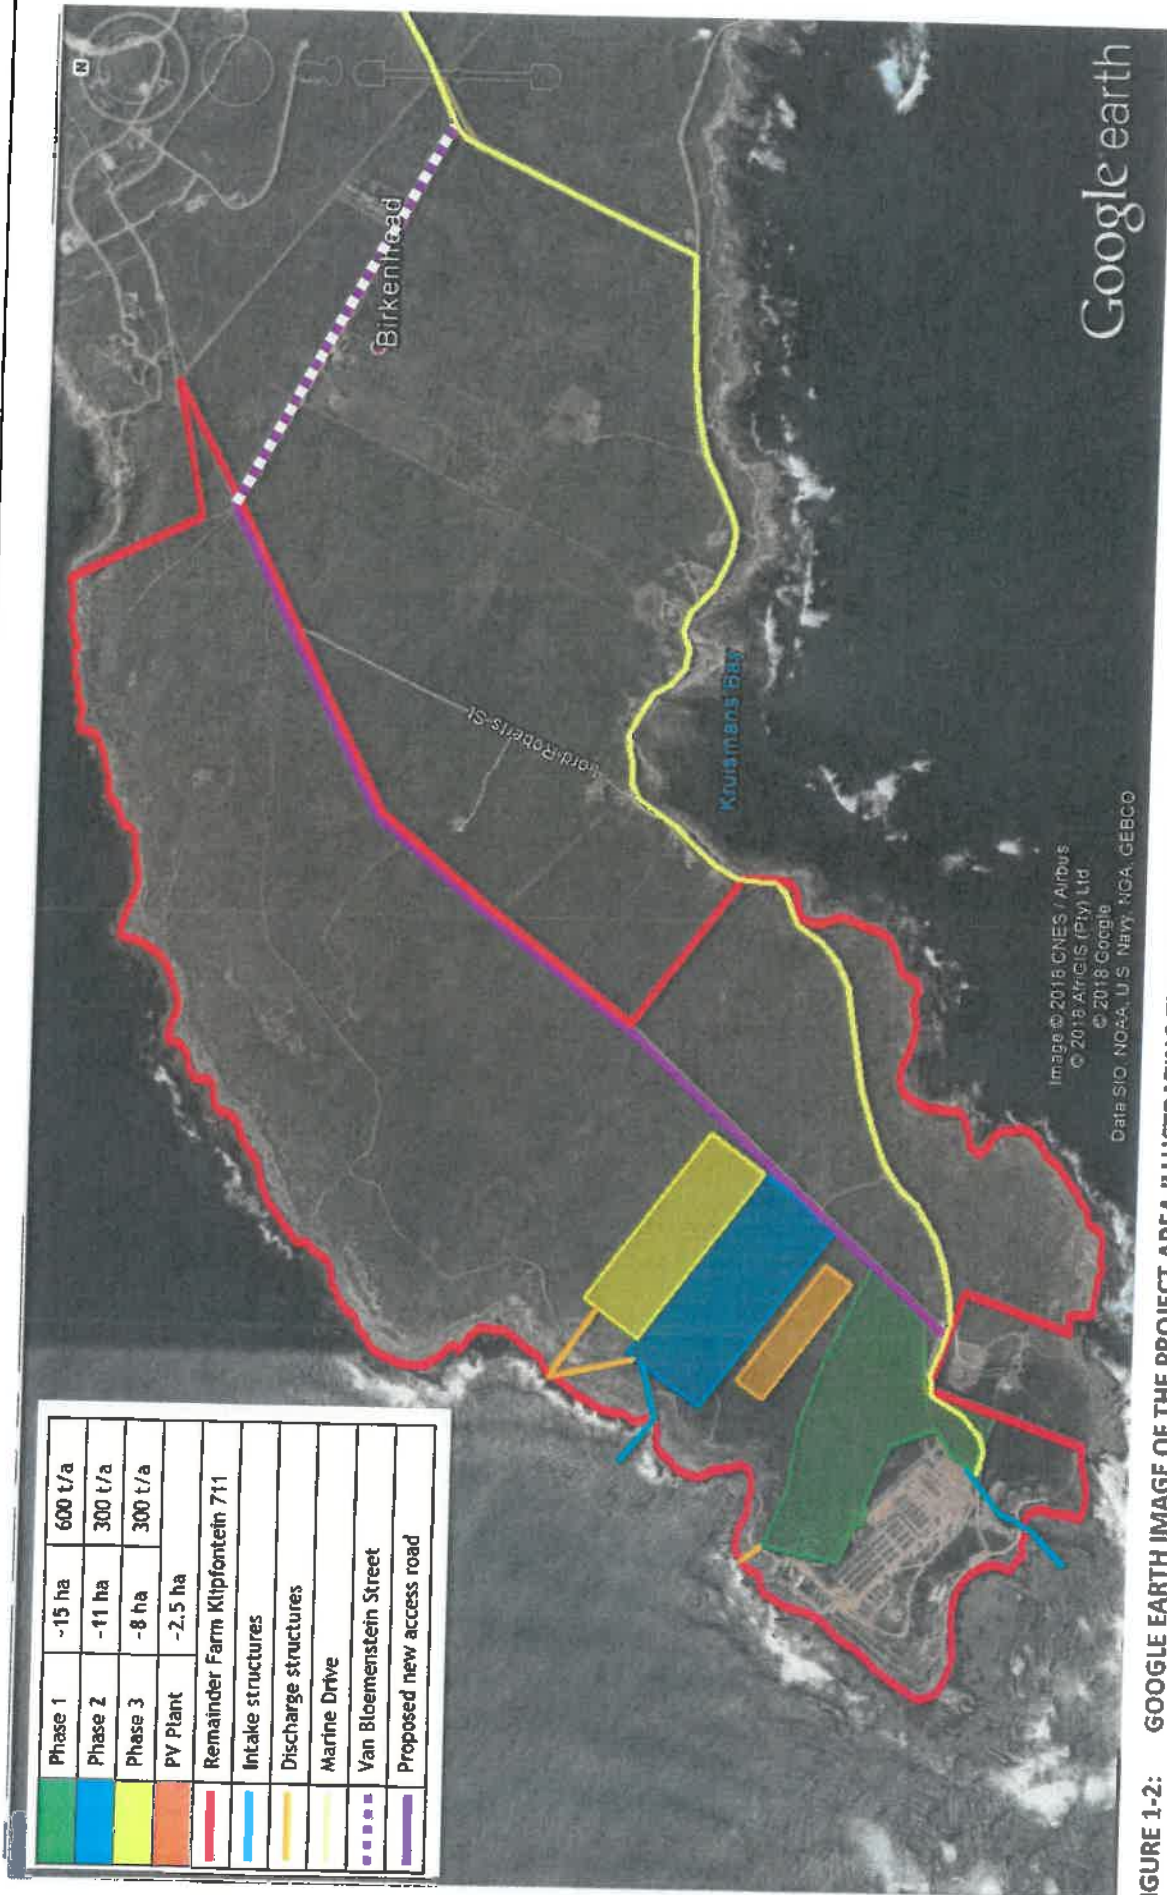 Phase 1 ~15 ha 600 t/a
Phase 2 ~11 ha 300 t/a
Phase 3 ~8 ha 300 t/a
PV Plant ~2.5 ha
Remainder Farm Klipfontein 711
Intake structures
Discharge structures
Marine Drive
Van Bloemenstein Street
Proposed new access road
N
Birkenhead
Lord-Roberts-St
Kruismans Bay
Image © 2018 CNES / Airbus
© 2018 AfriGIS (Pty) Ltd
© 2018 Google
Data SIO, NOAA, U.S. Navy, NGA, GEBCO
Google earth
GURE 1-2: GOOGLE EARTH IMAGE OF THE PROJECT AREA